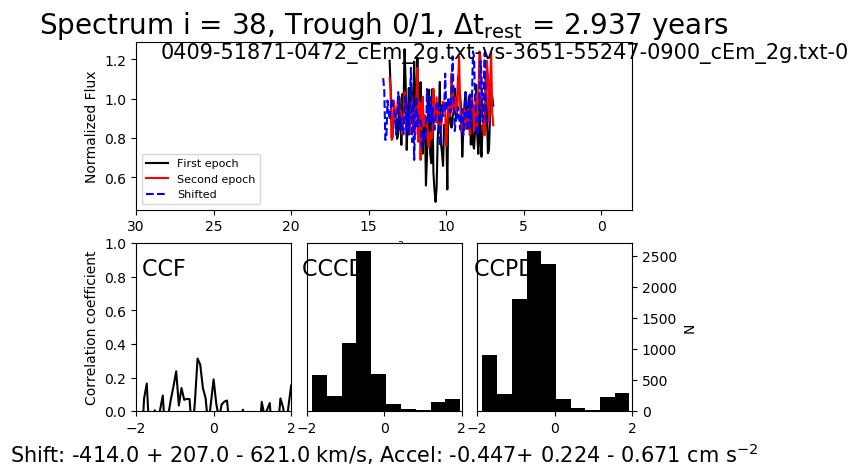 Spectrum i = 38, Trough 0/1, Δt_rest = 2.937 years
0409-51871-0472_cEm_2g.txt-vs-3651-55247-0900_cEm_2g.txt-0
Normalized Flux
1.2
1.0
0.8
0.6
First epoch
Second epoch
Shifted
30 25 20 15 10 5 0
Correlation coefficient
1.0
0.8
0.6
0.4
0.2
0.0
CCF
CCCD
CCPD
2500
2000
1500
1000
500
0
N
−2 0 2
−2 0 2
−2 0 2
Shift: -414.0 + 207.0 - 621.0 km/s, Accel: -0.447+ 0.224 - 0.671 cm s⁻²